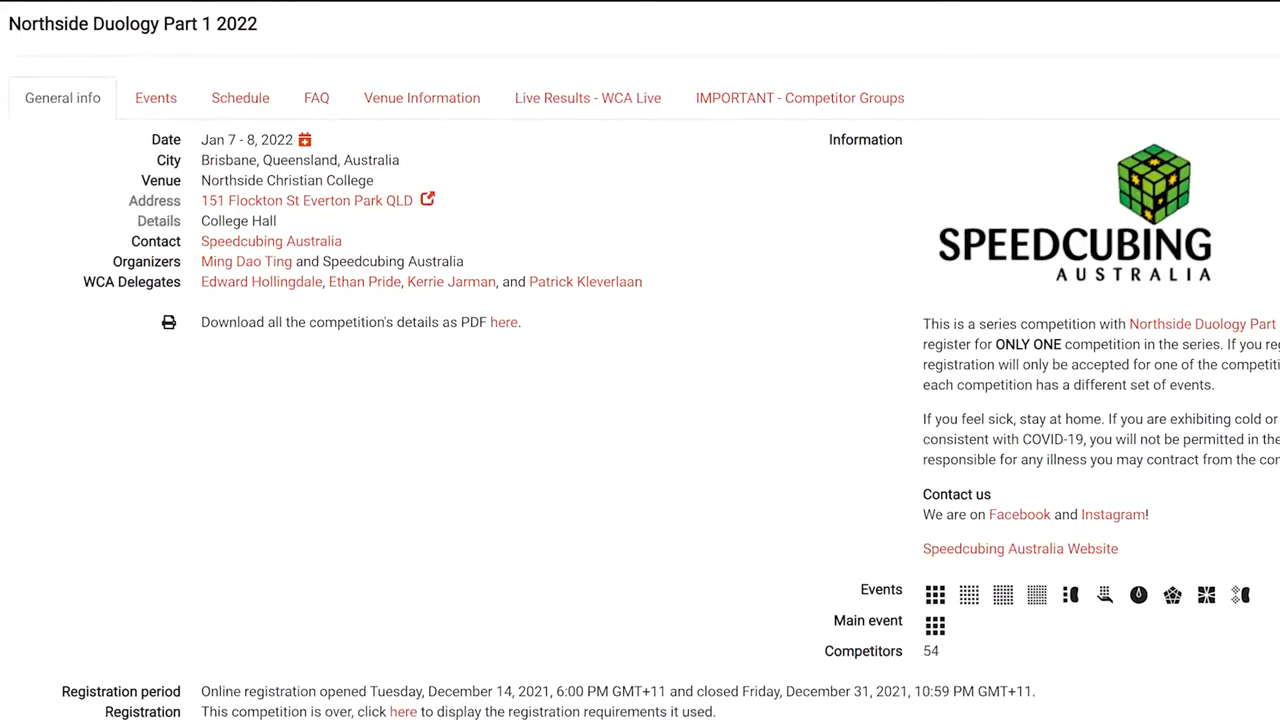 Northside Duology Part 1 2022
General info Events Schedule FAQ Venue Information Live Results - WCA Live IMPORTANT - Competitor Groups
Date Jan 7 - 8, 2022
City Brisbane, Queensland, Australia
Venue Northside Christian College
Address 151 Flockton St Everton Park QLD
Details College Hall
Contact Speedcubing Australia
Organizers Ming Dao Ting and Speedcubing Australia
WCA Delegates Edward Hollingdale, Ethan Pride, Kerrie Jarman, and Patrick Kleverlaan
Download all the competition's details as PDF here.
Information
SPEEDCUBING
AUSTRALIA
This is a series competition with Northside Duology Part
register for ONLY ONE competition in the series. If you re
registration will only be accepted for one of the competiti
each competition has a different set of events.
If you feel sick, stay at home. If you are exhibiting cold or
consistent with COVID-19, you will not be permitted in the
responsible for any illness you may contract from the co
Contact us
We are on Facebook and Instagram!
Speedcubing Australia Website
Events
Main event
Competitors 54
Registration period Online registration opened Tuesday, December 14, 2021, 6:00 PM GMT+11 and closed Friday, December 31, 2021, 10:59 PM GMT+11.
Registration This competition is over, click here to display the registration requirements it used.